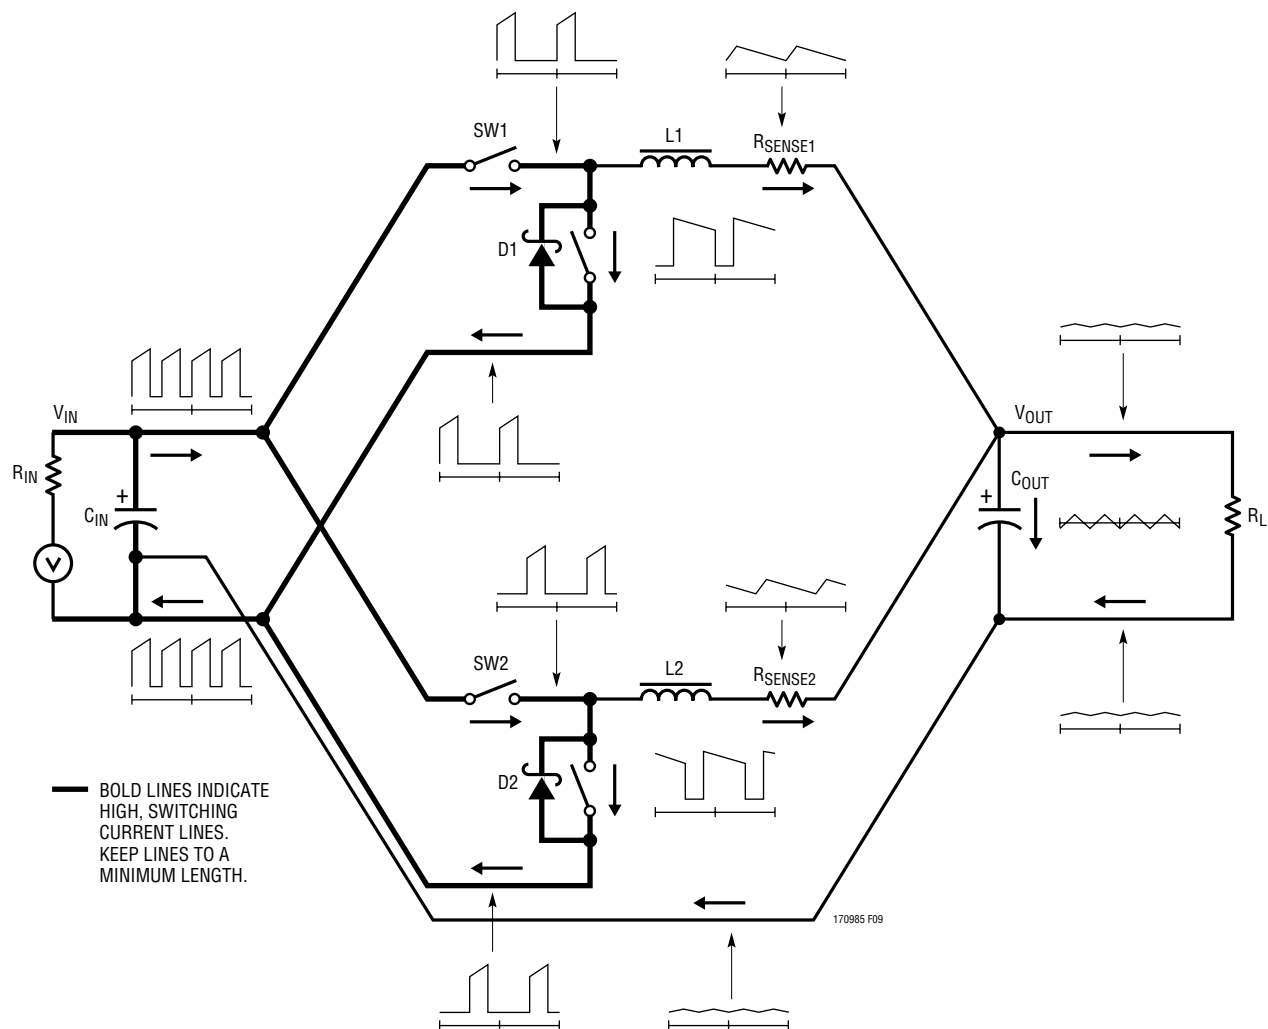 SW1
L1
RSENSE1
D1
VIN
RIN
+
CIN
V
VOUT
COUT
+
RL
SW2
L2
RSENSE2
D2
BOLD LINES INDICATE
HIGH, SWITCHING
CURRENT LINES.
KEEP LINES TO A
MINIMUM LENGTH.
170985 F09